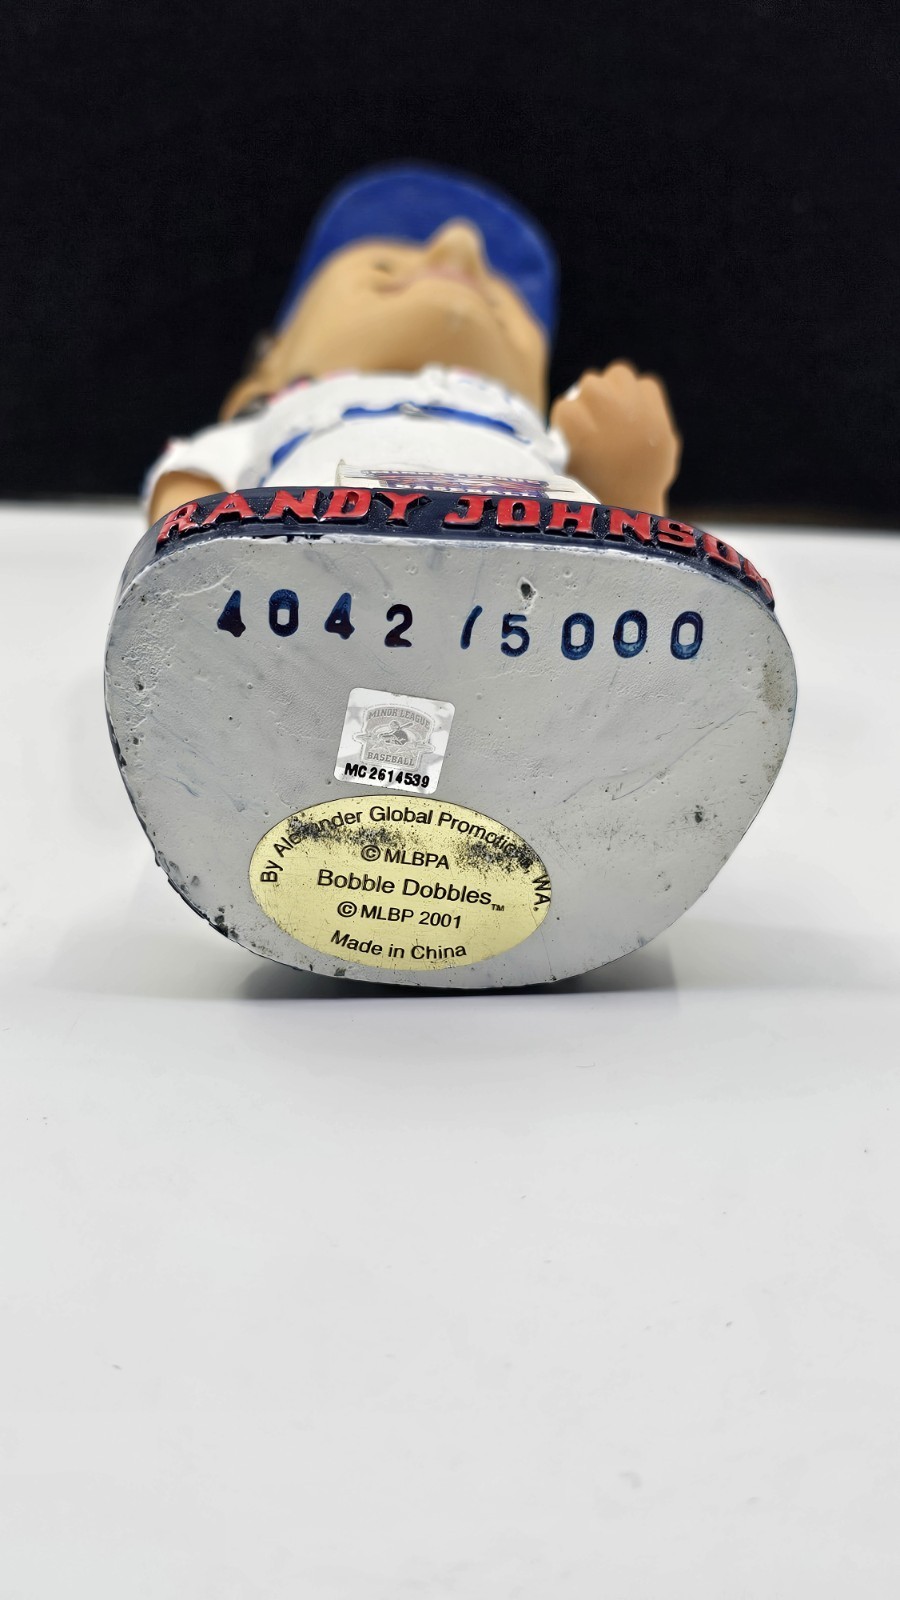 RANDY JOHNSON
4042 /5000
MINOR LEAGUE
BASEBALL
MC2614539
By Alexander Global Promotions, WA.
© MLBPA
Bobble Dobbles™
© MLBP 2001
Made in China